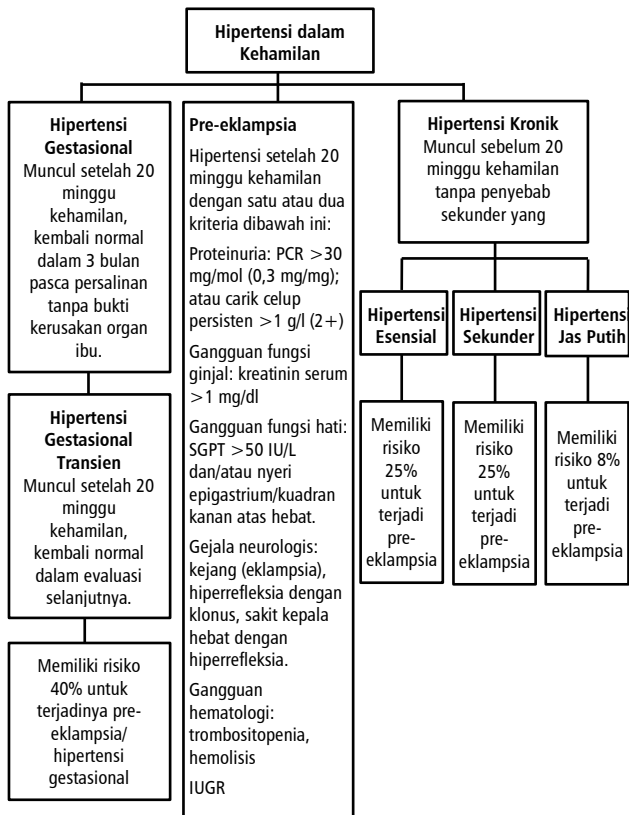 Hipertensi dalam
Kehamilan
Hipertensi
Gestasional
Muncul setelah 20
minggu
kehamilan,
kembali normal
dalam 3 bulan
pasca persalinan
tanpa bukti
kerusakan organ
ibu.
Hipertensi
Gestasional
Transien
Muncul setelah 20
minggu
kehamilan,
kembali normal
dalam evaluasi
selanjutnya.
Memiliki risiko
40% untuk
terjadinya pre-
eklampsia/
hipertensi
gestasional
Pre-eklampsia
Hipertensi setelah 20
minggu kehamilan
dengan satu atau dua
kriteria dibawah ini:
Proteinuria: PCR >30
mg/mol (0,3 mg/mg);
atau carik celup
persisten >1 g/l (2+)
Gangguan fungsi
ginjal: kreatinin serum
>1 mg/dl
Gangguan fungsi hati:
SGPT >50 IU/L
dan/atau nyeri
epigastrium/kuadran
kanan atas hebat.
Gejala neurologis:
kejang (eklampsia),
hiperefleksia dengan
klonus, sakit kepala
hebat dengan
hiperrefleksia.
Gangguan
hematologi:
trombositopenia,
hemolisis
IUGR
Hipertensi Kronik
Muncul sebelum 20
minggu kehamilan
tanpa penyebab
sekunder yang
Hipertensi
Esensial
Memiliki
risiko
25%
untuk
terjadi
pre-
eklampsia
Hipertensi
Sekunder
Memiliki
risiko
25%
untuk
terjadi
pre-
eklampsia
Hipertensi
Jas Putih
Memiliki
risiko 8%
untuk
terjadi
pre-
eklampsia